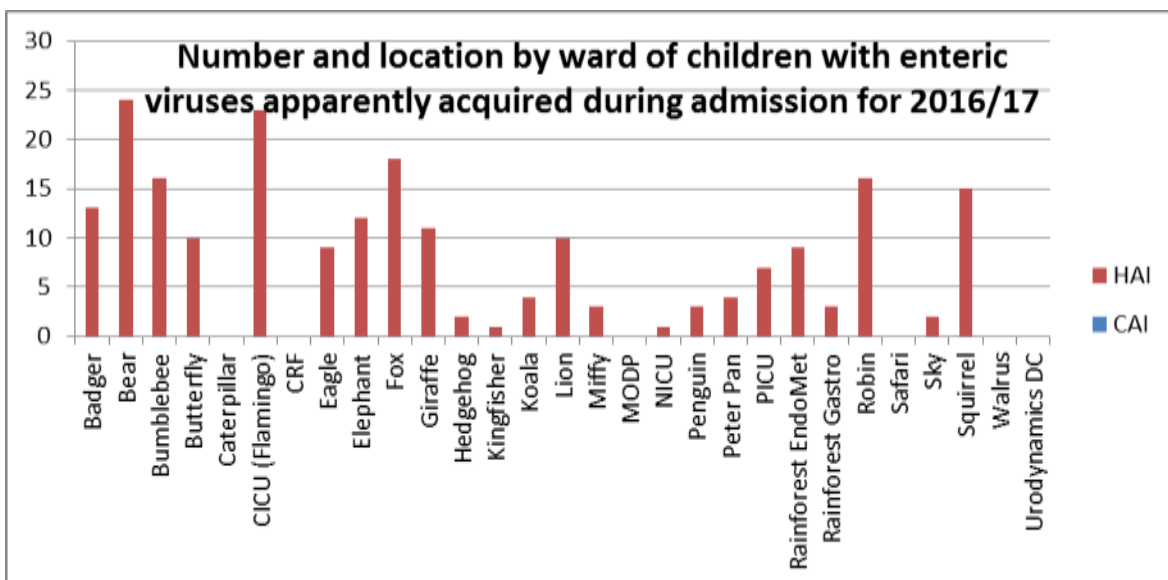 Number and location by ward of children with enteric
viruses apparently acquired during admission for 2016/17
30
25
20
15
10
5
0
HAI
CAI
Badger
Bear
Bumblebee
Butterfly
Caterpillar
CICU (Flamingo)
CRF
Eagle
Elephant
Fox
Giraffe
Hedgehog
Kingfisher
Koala
Lion
Miffy
MODP
NICU
Penguin
Peter Pan
PICU
Rainforest EndoMet
Rainforest Gastro
Robin
Safari
Sky
Squirrel
Walrus
Urodynamics DC